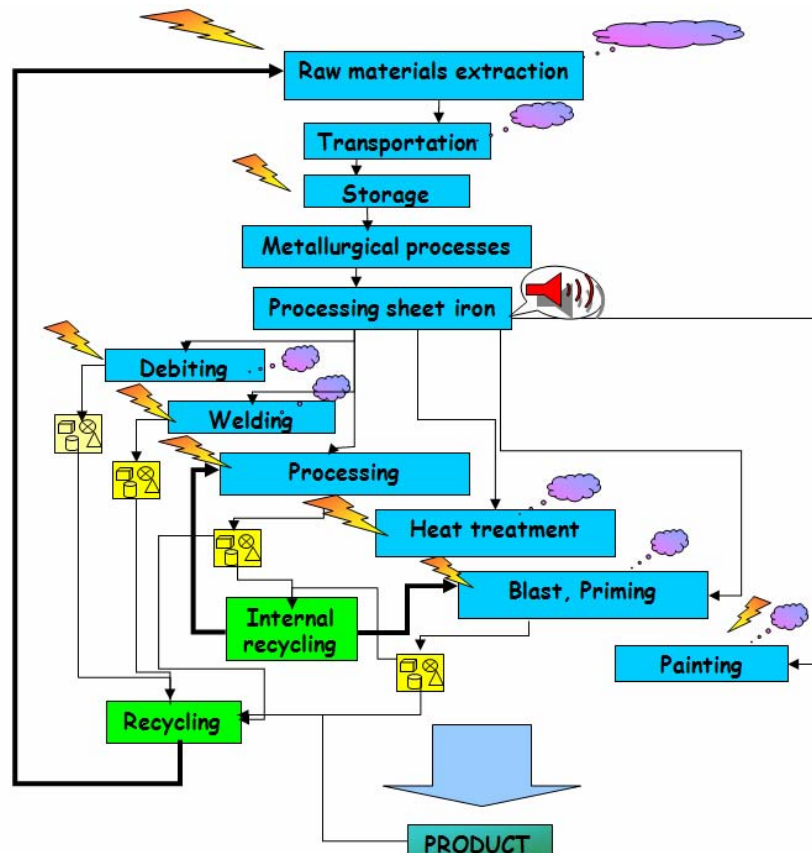 Raw materials extraction
Transportation
Storage
Metallurgical processes
Processing sheet iron
Debiting
Welding
Processing
Heat treatment
Blast, Priming
Internal
recycling
Painting
Recycling
PRODUCT